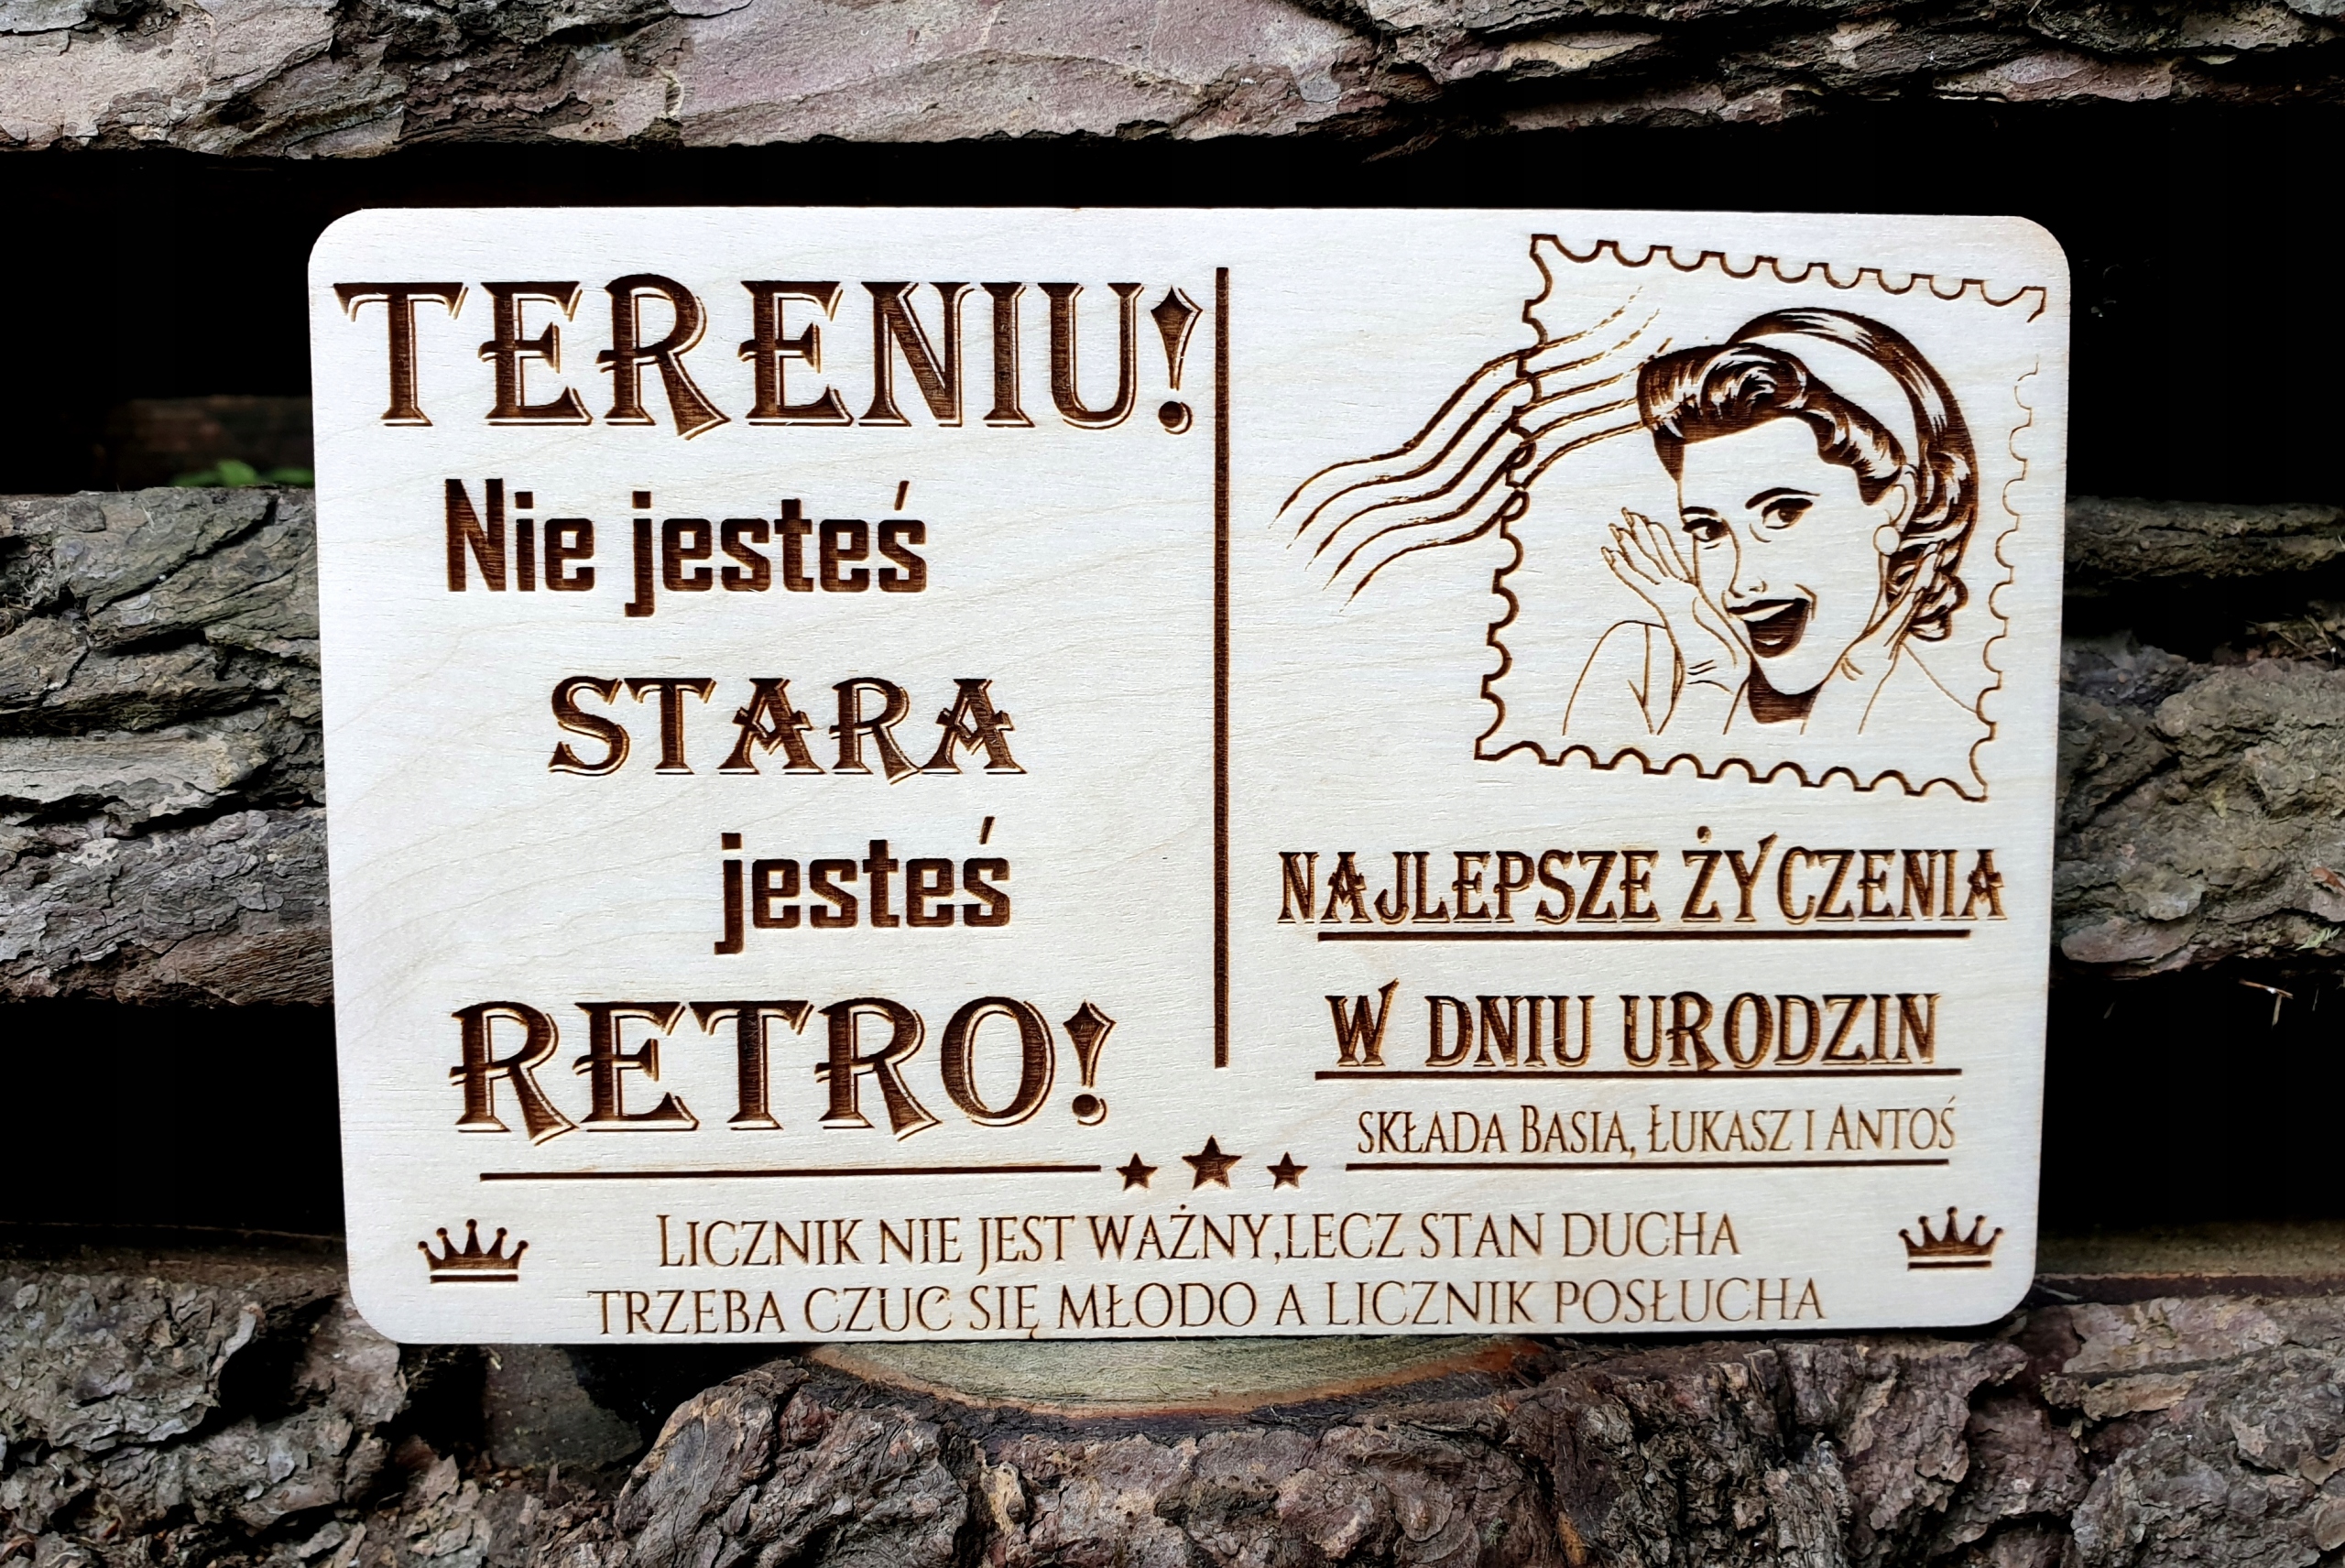 TERENIU!
Nie jesteś
STARA
jesteś
RETRO!
NAJLEPSZE ŻYCZENIA
W DNIU URODZIN
SKŁADA BASIA, ŁUKASZ I ANTOŚ
LICZNIK NIE JEST WAŻNY,LECZ STAN DUCHA
TRZEBA CZUĆ SIĘ MŁODO A LICZNIK POSŁUCHA